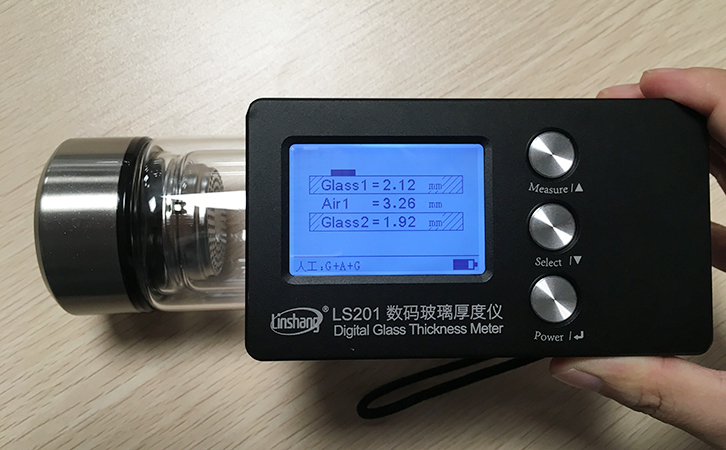 Glass1=2.12 mm
Air1 =3.26 mm
Glass2=1.92 mm
人工:G+A+G
Measure/▲
Select /▼
Power/↵
Linshang® LS201 数码玻璃厚度仪
Digital Glass Thickness Meter